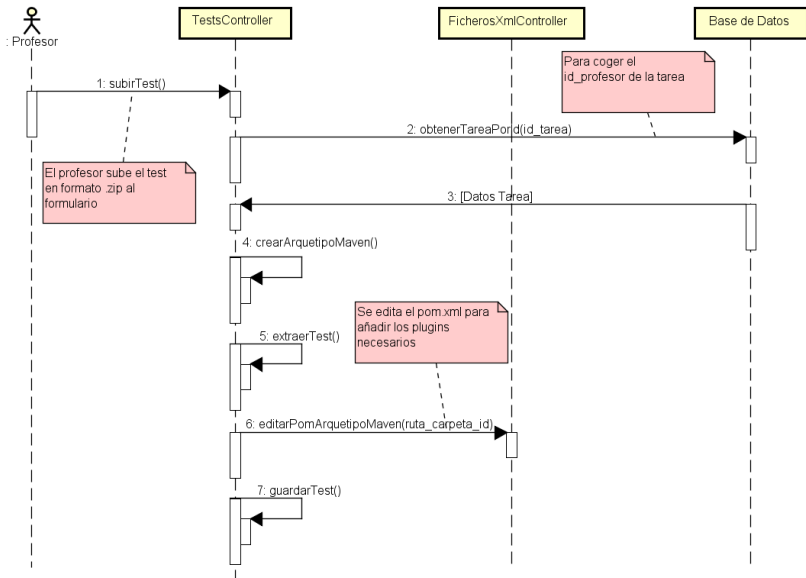 TestsController
FicherosXmlController
Base de Datos
: Profesor
Para coger el
id_profesor de la tarea
1: subirTest()
2: obtenerTareaPorId(id_tarea)
El profesor sube el test
en formato .zip al
formulario
3: [Datos Tarea]
4: crearArquetipoMaven()
Se edita el pom.xml para
añadir los plugins
necesarios
5: extraerTest()
6: editarPomArquetipoMaven(ruta_carpeta_id)
7: guardarTest()